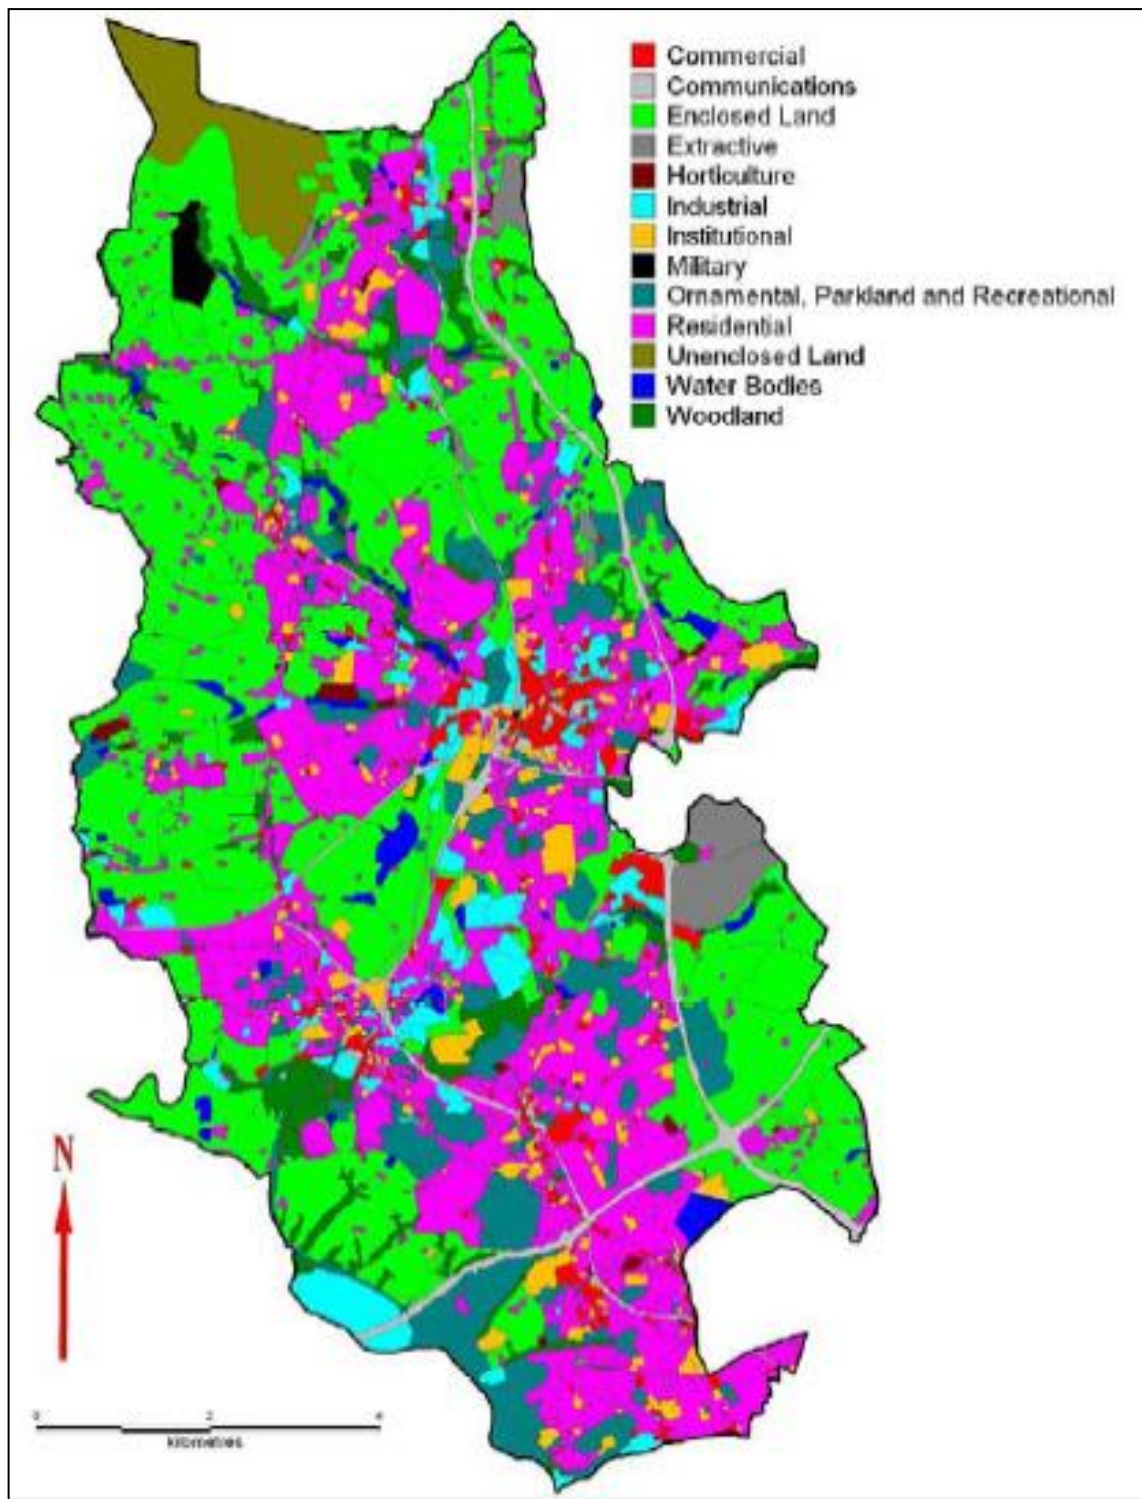 Commercial
Communications
Enclosed Land
Extractive
Horticulture
Industrial
Institutional
Military
Ornamental, Parkland and Recreational
Residential
Unenclosed Land
Water Bodies
Woodland
N
0 2 4
kilometres